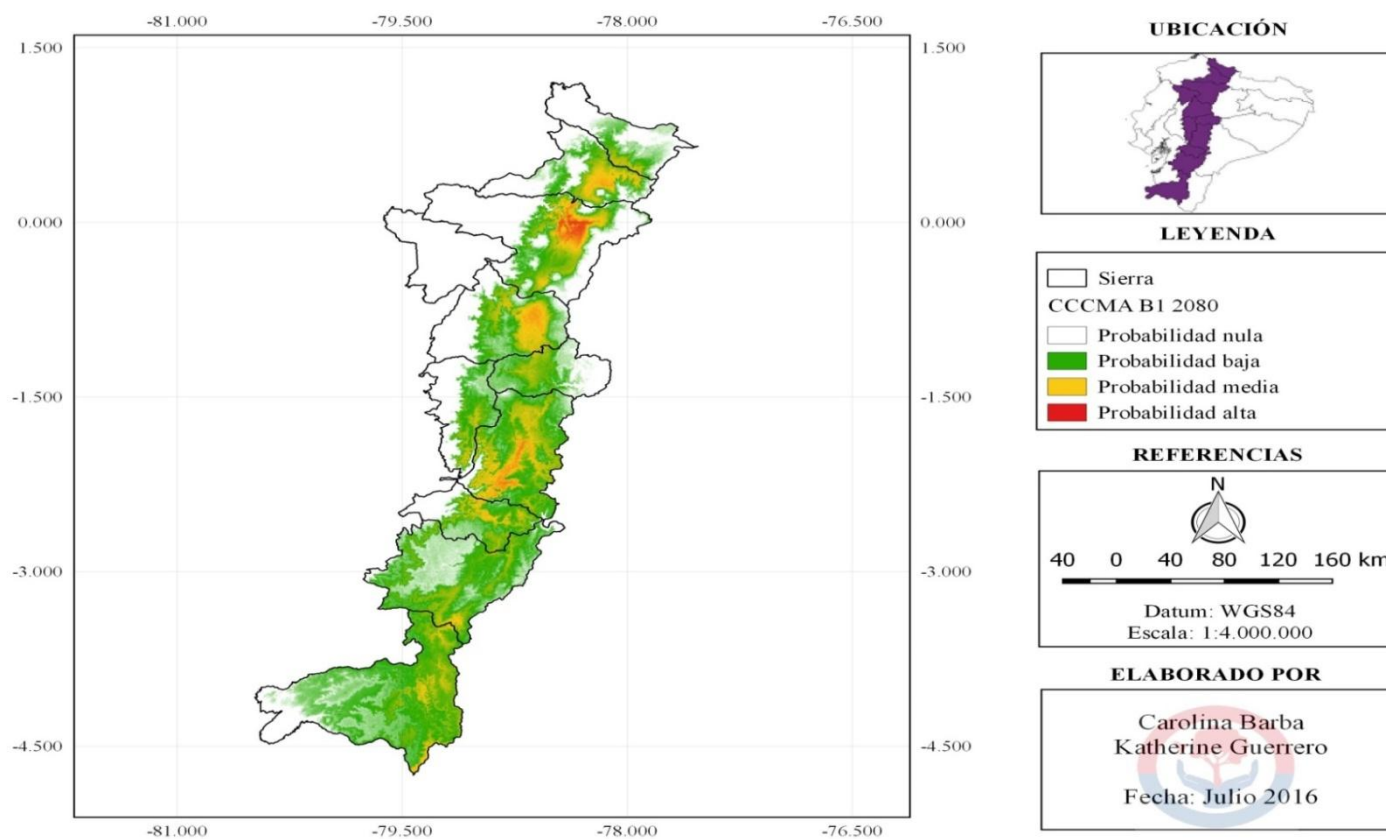 -81.000 -79.500 -78.000 -76.500
1.500 1.500
0.000 0.000
-1.500 -1.500
-3.000 -3.000
-4.500 -4.500
-81.000 -79.500 -78.000 -76.500
UBICACIÓN
LEYENDA
Sierra
CCCMA B1 2080
Probabilidad nula
Probabilidad baja
Probabilidad media
Probabilidad alta
REFERENCIAS
N
40 0 40 80 120 160 km
Datum: WGS84
Escala: 1:4.000.000
ELABORADO POR
Carolina Barba
Katherine Guerrero
Fecha: Julio 2016